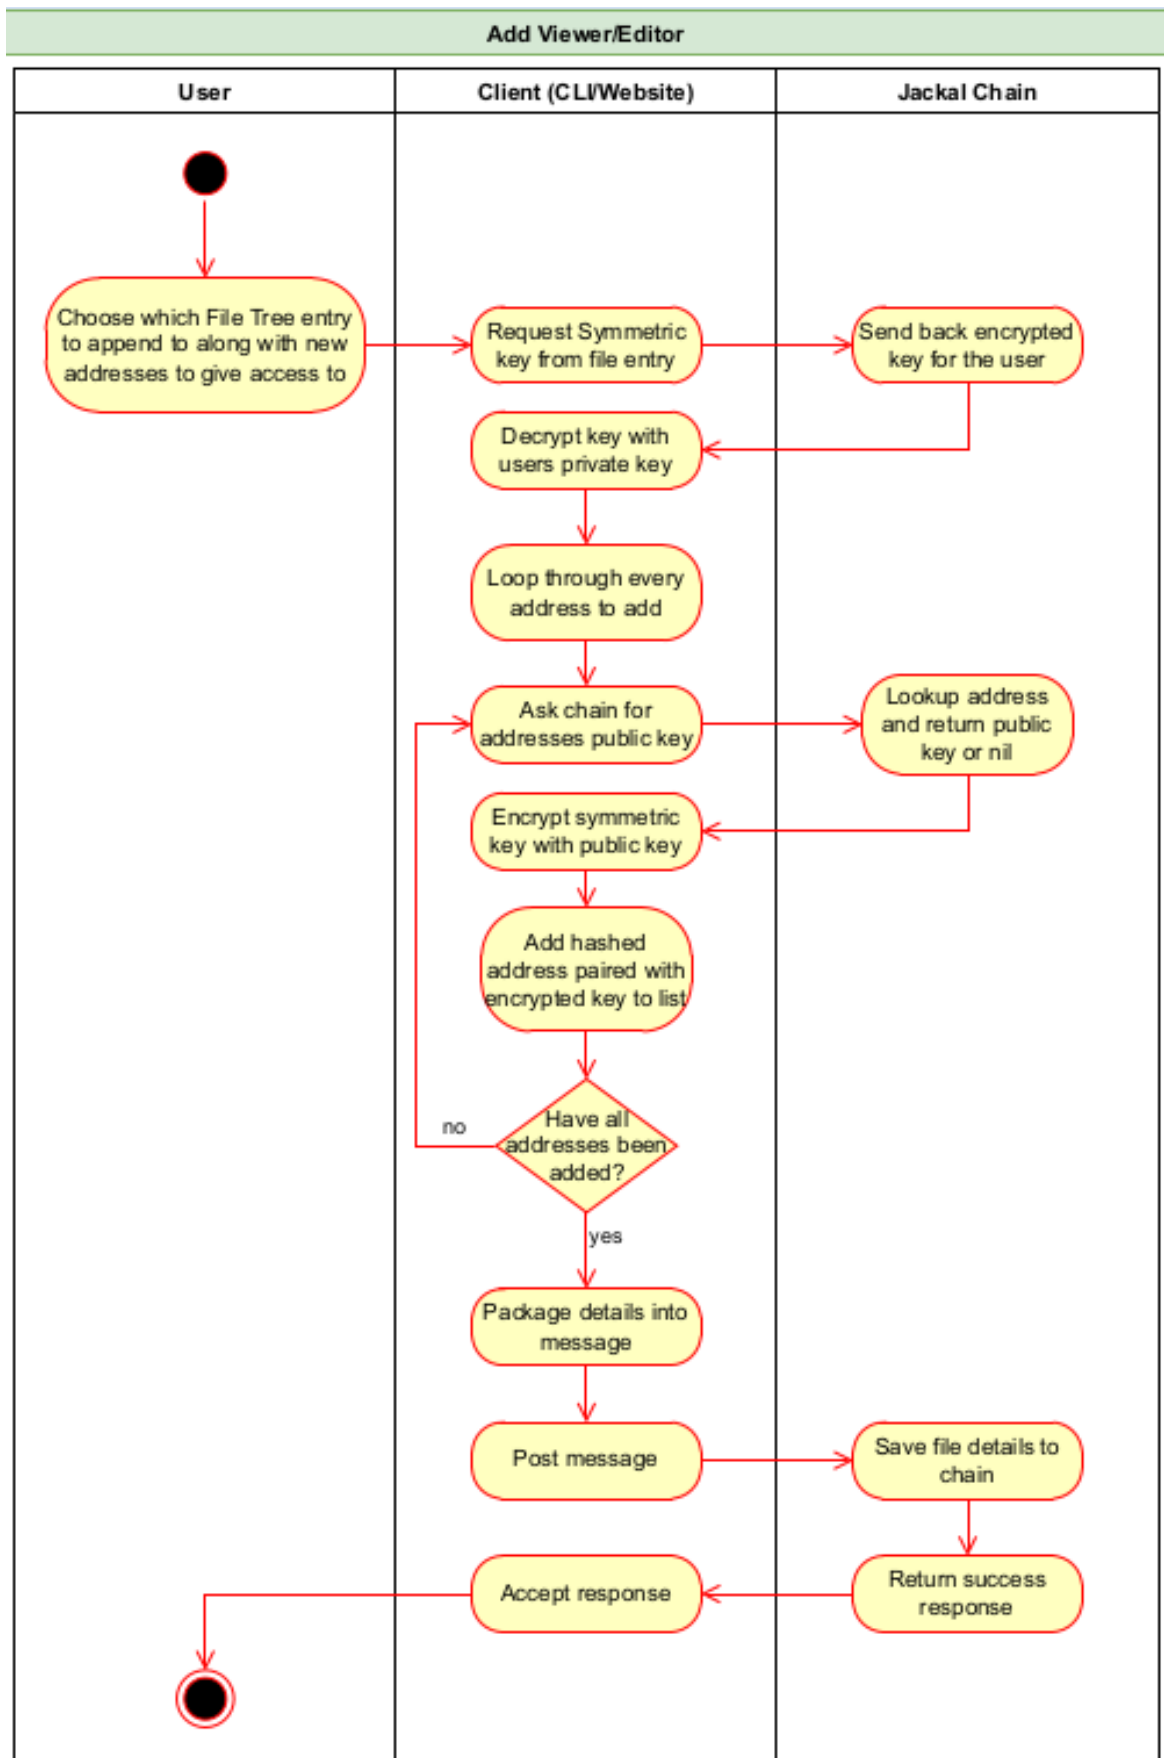 Add Viewer/Editor
User
Client (CLI/Website)
Jackal Chain
Choose which File Tree entry
to append to along with new
addresses to give access to
Request Symmetric
key from file entry
Send back encrypted
key for the user
Decrypt key with
users private key
Loop through every
address to add
Ask chain for
addresses public key
Lookup address
and return public
key or nil
Encrypt symmetric
key with public key
Add hashed
address paired with
encrypted key to list
Have all
addresses been
added?
no
yes
Package details into
message
Post message
Save file details to
chain
Return success
response
Accept response